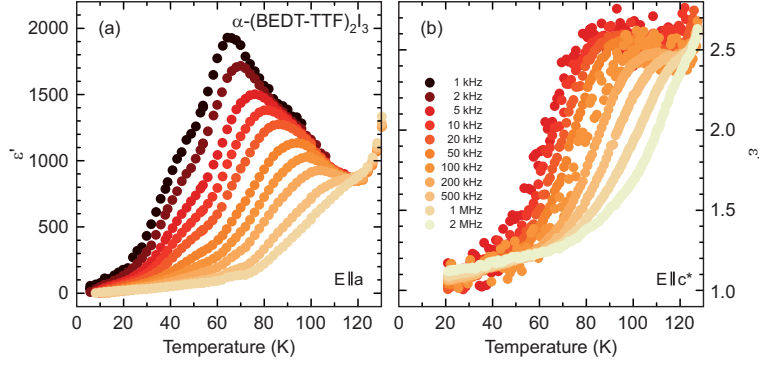 (a)
α-(BEDT-TTF)₂I₃
2000
1500
1000
500
0
ε'
0 20 40 60 80 100 120
Temperature (K)
E∥a
(b)
1 kHz
2 kHz
5 kHz
10 kHz
20 kHz
50 kHz
100 kHz
200 kHz
500 kHz
1 MHz
2 MHz
E∥c*
0 20 40 60 80 100 120
Temperature (K)
2.5
2.0
1.5
1.0
ε'